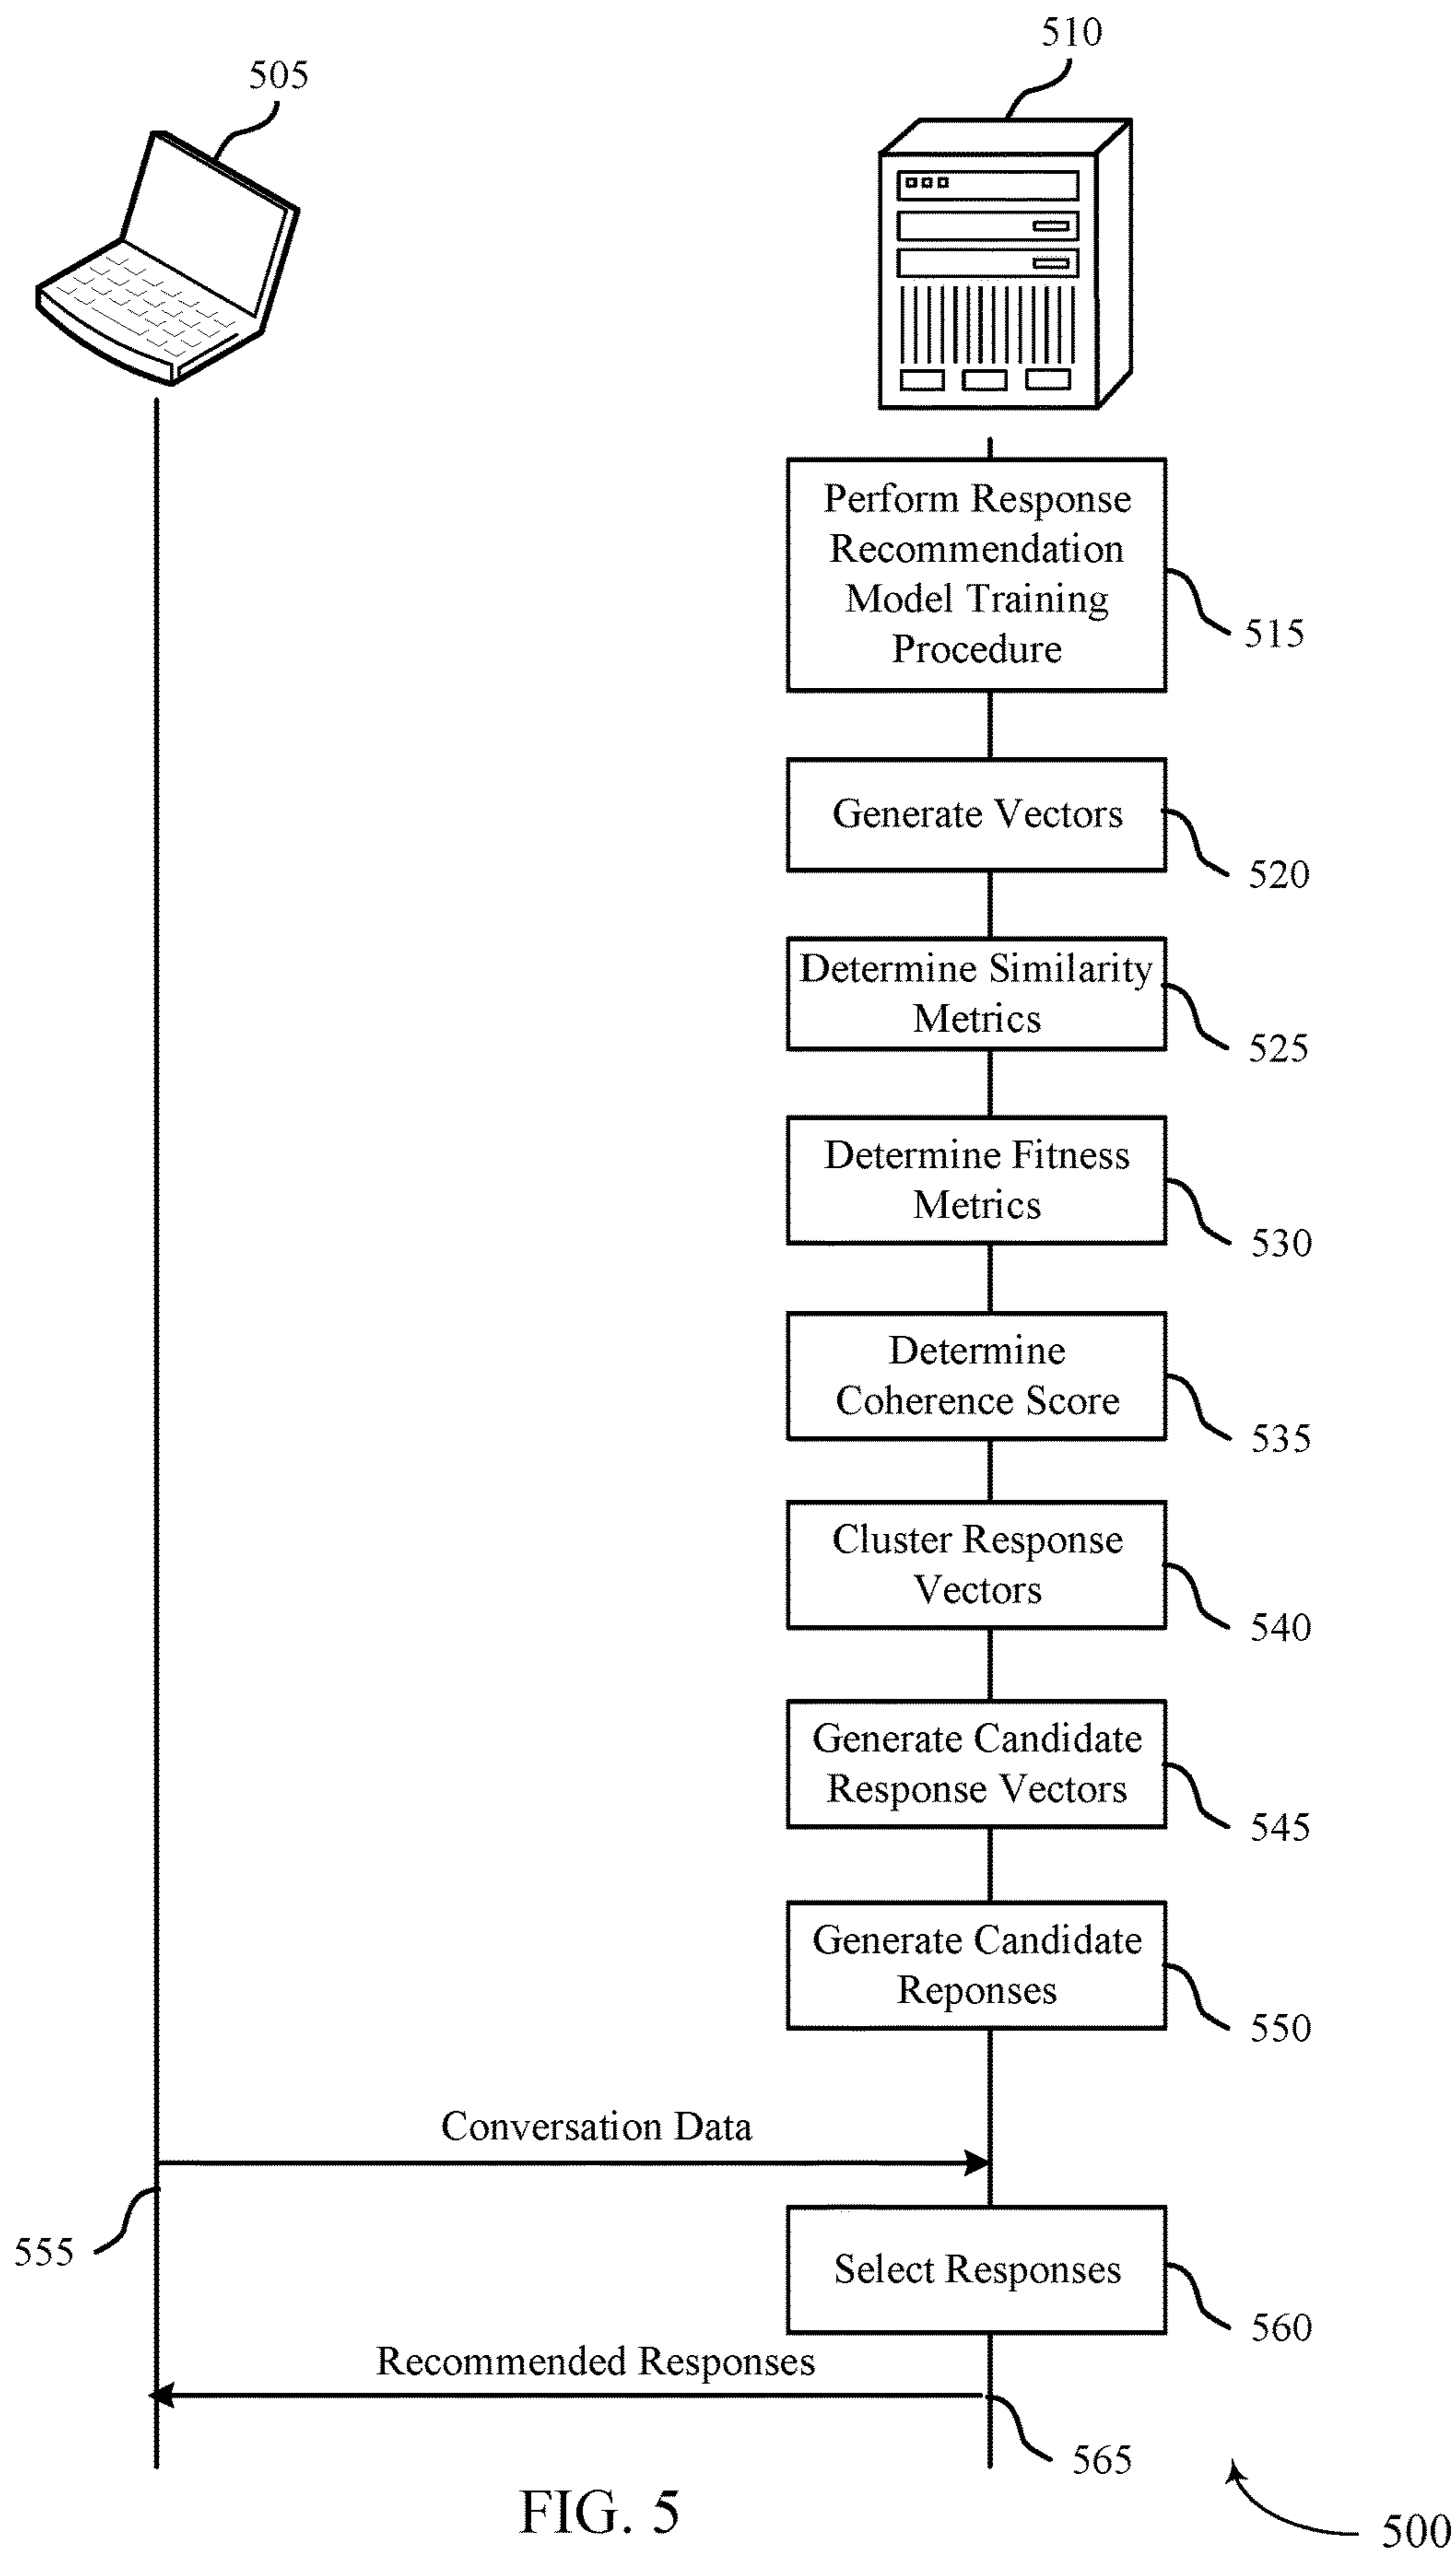 510
505
Perform Response
Recommendation
Model Training
Procedure
515
Generate Vectors
520
Determine Similarity
Metrics
525
Determine Fitness
Metrics
530
Determine
Coherence Score
535
Cluster Response
Vectors
540
Generate Candidate
Response Vectors
545
Generate Candidate
Reponses
550
Conversation Data
555
Select Responses
560
Recommended Responses
565
FIG. 5
500